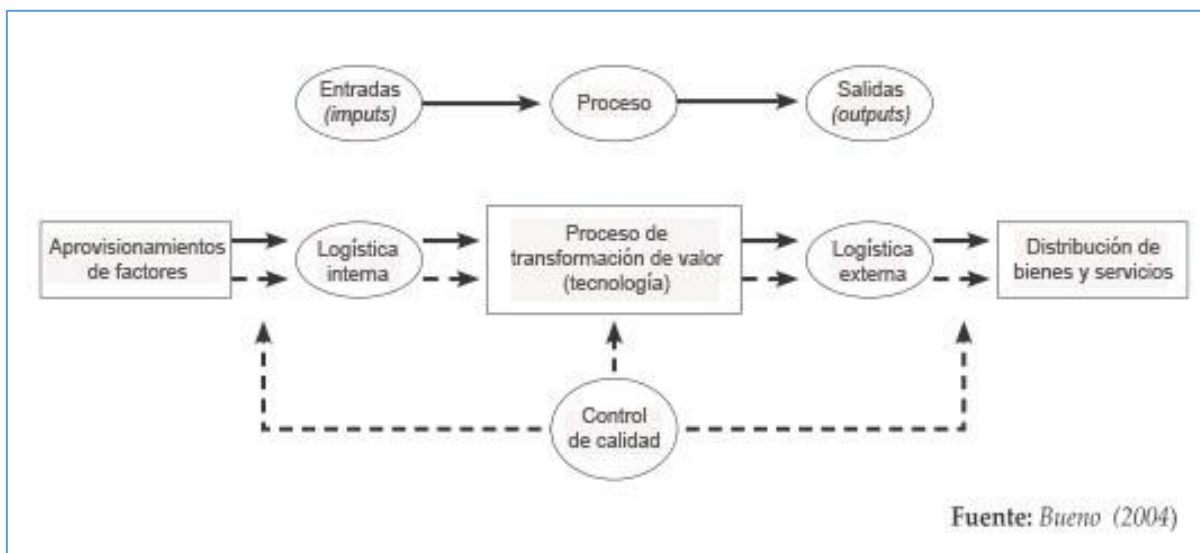 Entradas
(imputs)
Proceso
Salidas
(outputs)
Aprovisionamientos
de factores
Logística
interna
Proceso de
transformación de valor
(tecnología)
Logística
externa
Distribución de
bienes y servicios
Control
de calidad
Fuente: Bueno (2004)